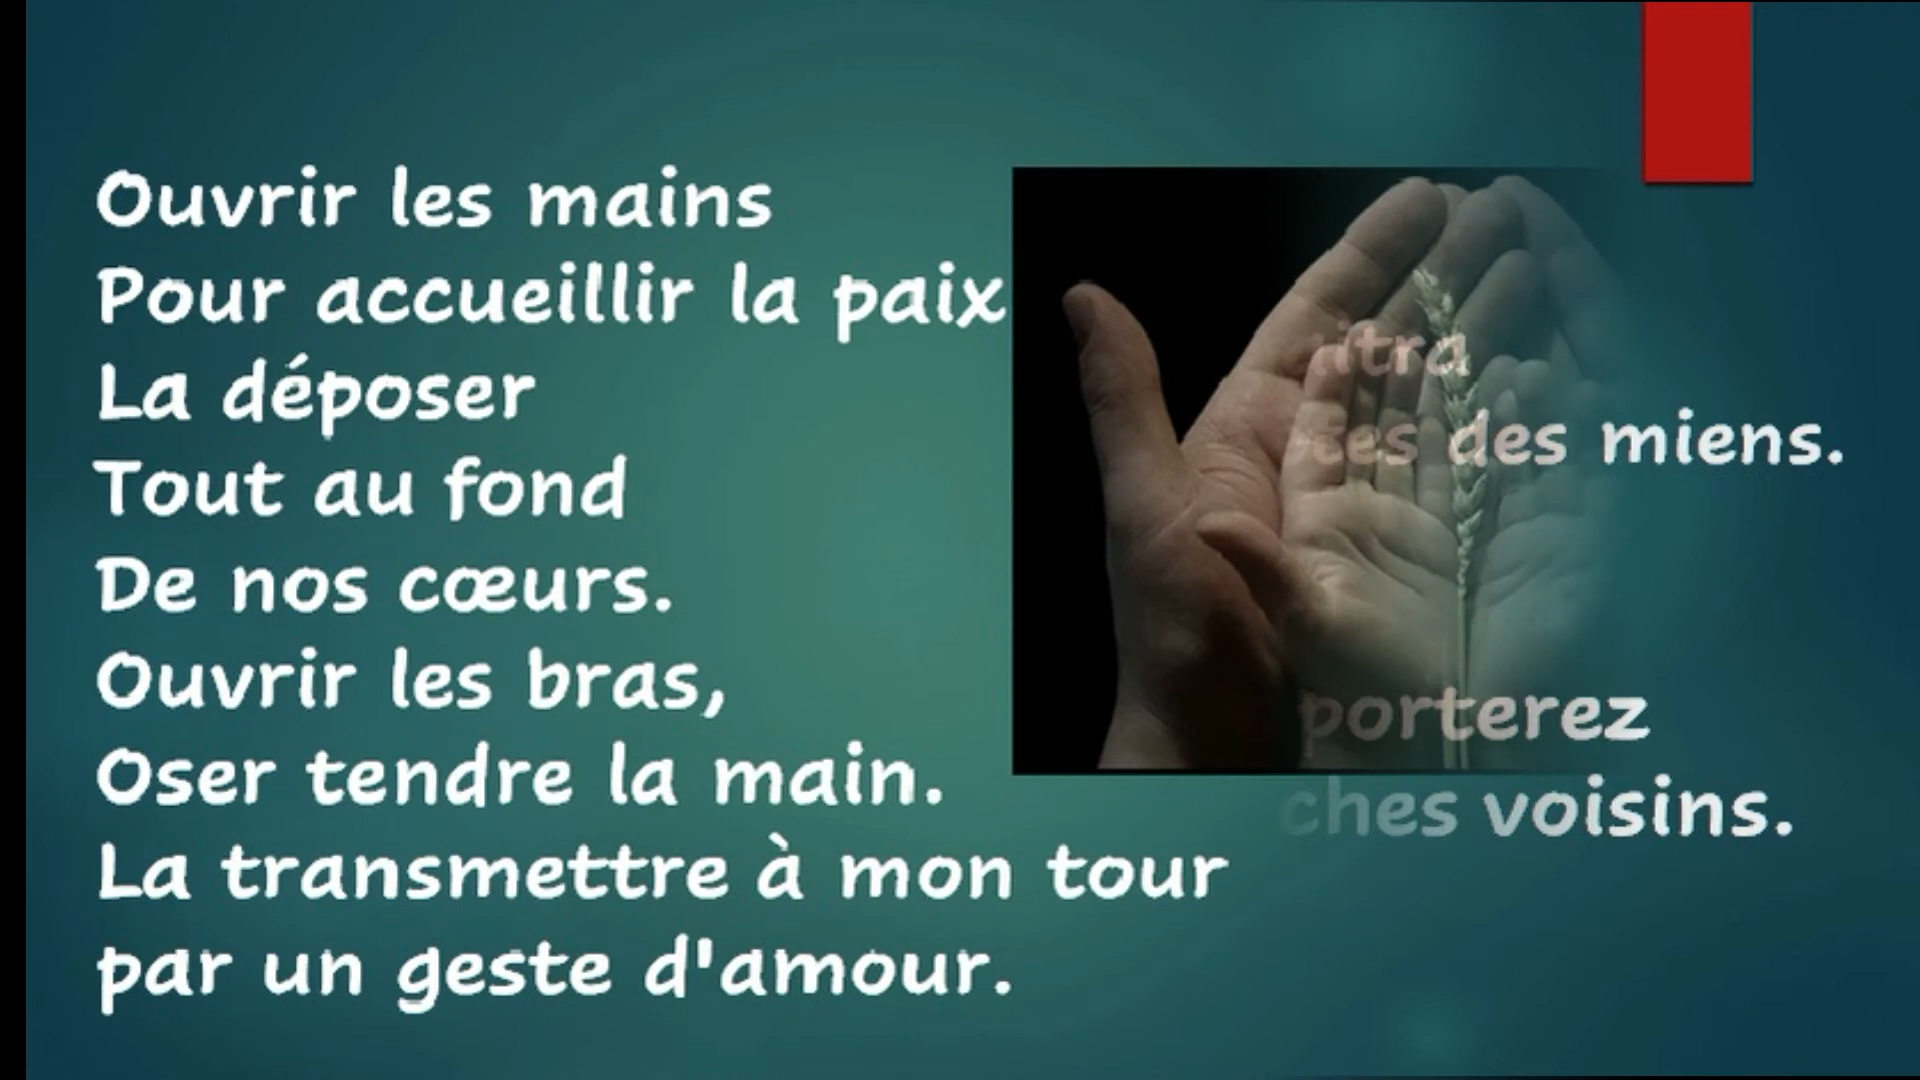 Ouvrir les mains
Pour accueillir la paix
La déposer
Tout au fond
De nos cœurs.
Ouvrir les bras,
Oser tendre la main.
La transmettre à mon tour
par un geste d'amour.
des miens.
porterez
voisins.